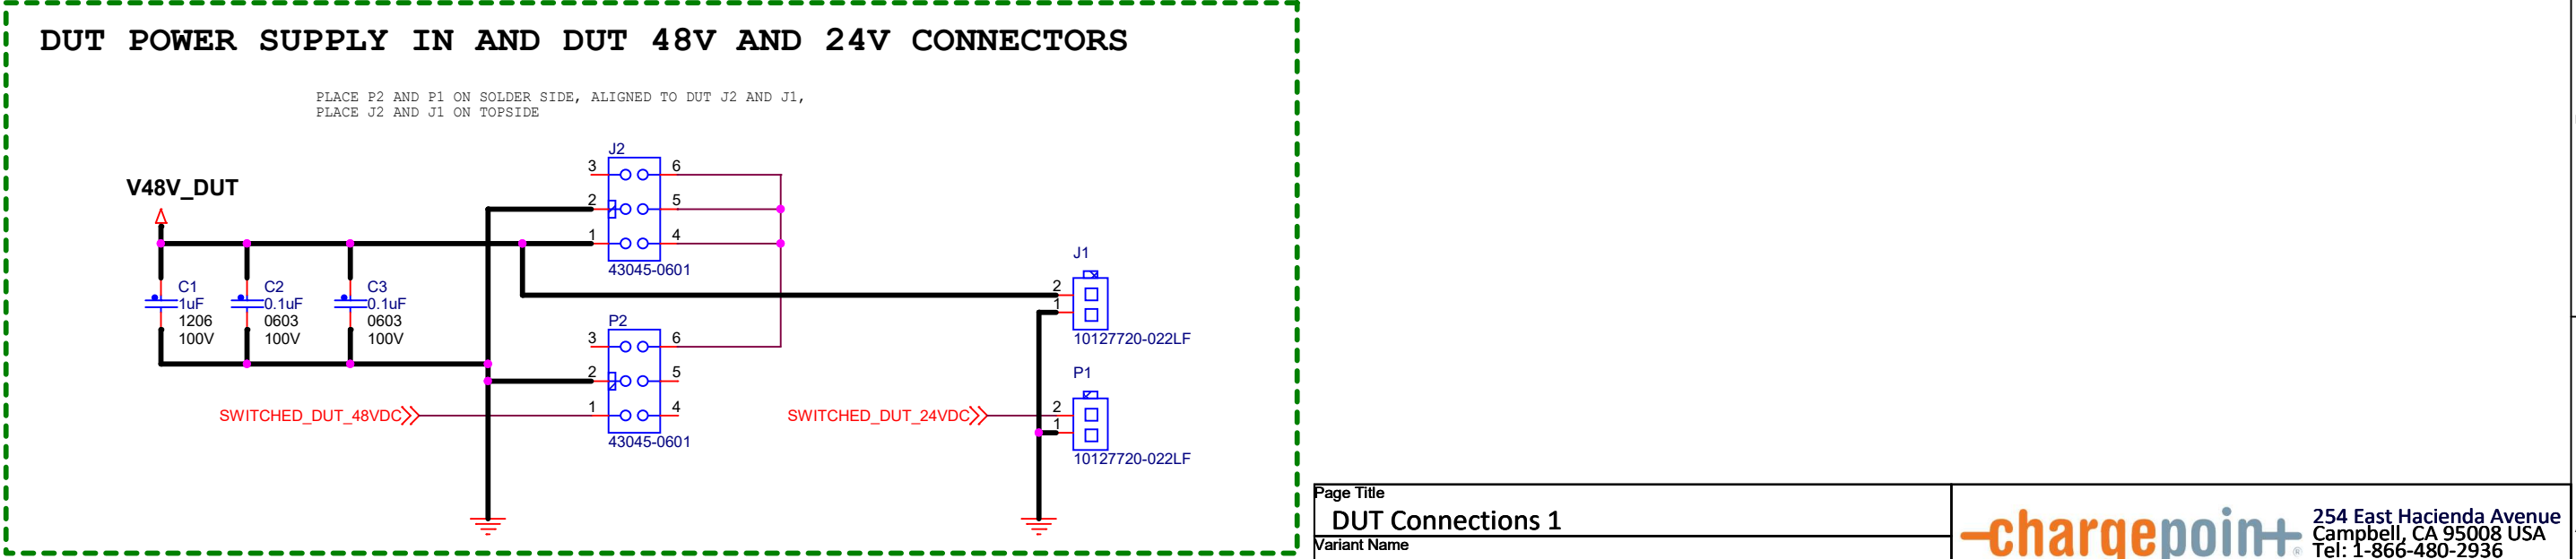 DUT POWER SUPPLY IN AND DUT 48V AND 24V CONNECTORS
PLACE P2 AND P1 ON SOLDER SIDE, ALIGNED TO DUT J2 AND J1,
PLACE J2 AND J1 ON TOPSIDE
V48V_DUT
C1
1uF
1206
100V
C2
0.1uF
0603
100V
C3
0.1uF
0603
100V
J2
3
6
2
5
1
4
43045-0601
P2
3
6
2
5
1
4
43045-0601
SWITCHED_DUT_48VDC
J1
2
1
10127720-022LF
SWITCHED_DUT_24VDC
P1
2
1
10127720-022LF
Page Title
DUT Connections 1
Variant Name
chargepoin+®
254 East Hacienda Avenue
Campbell, CA 95008 USA
Tel: 1-866-480-2936